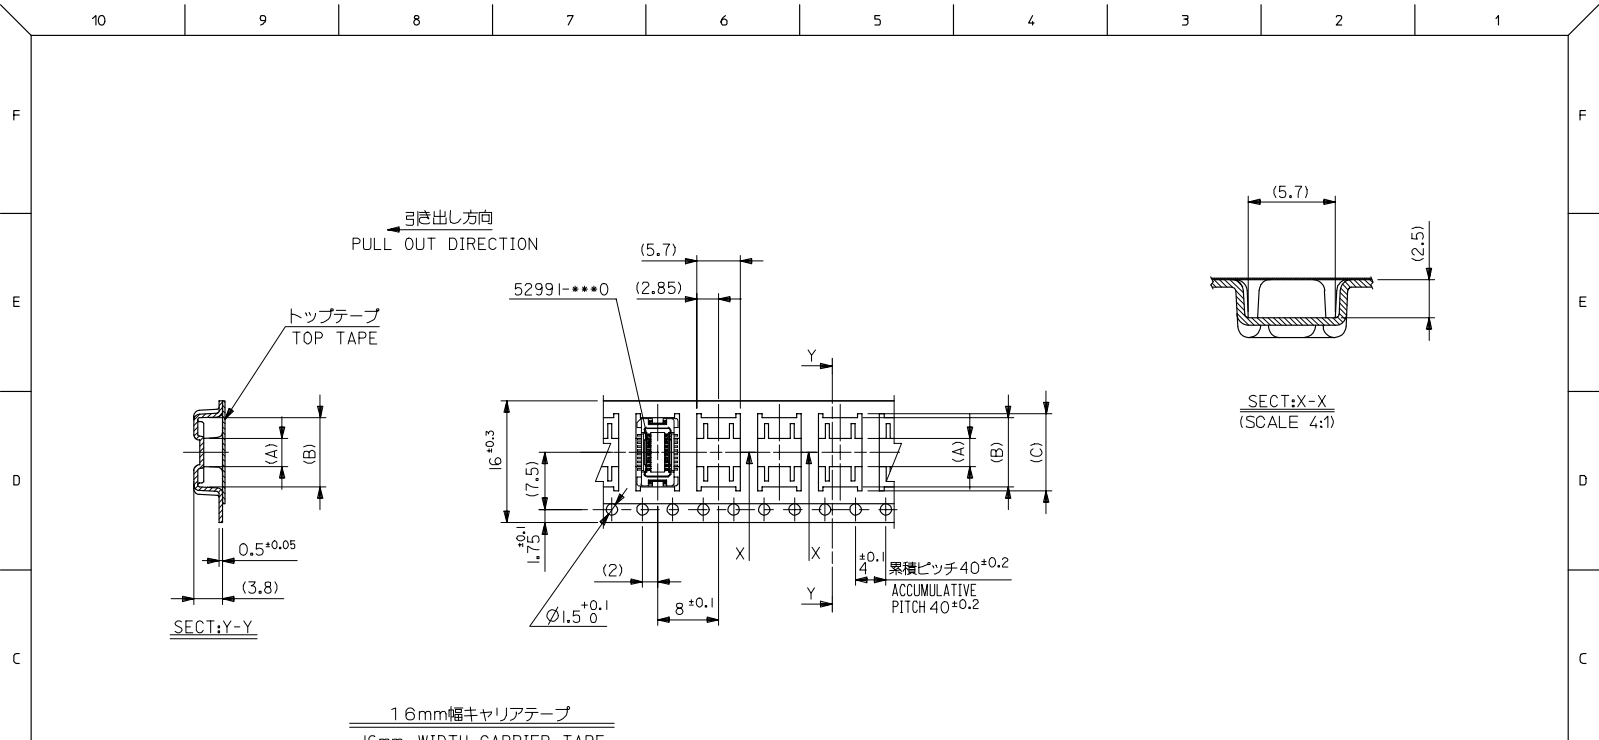 10 9 8 7 6 5 4 3 2 1
F F
(5.7)
(2.5)
引き出し方向
PULL OUT DIRECTION
(5.7)
52991-***0
(2.85)
E E
トップテープ
TOP TAPE
Y
SECT:X-X
(SCALE 4:1)
(A)
(B)
16±0.3
(7.5)
1.75±0.1
(A)
(B)
(C)
D D
0.5±0.05
(3.8)
SECT:Y-Y
X X
(2)
4±0.1
累積ピッチ40±0.2
ACCUMULATIVE
PITCH 40±0.2
Y
Ø1.5+0.1 0
8±0.1
C C
16mm幅キャリアテープ
16mm WIDTH CARRIER TAPE